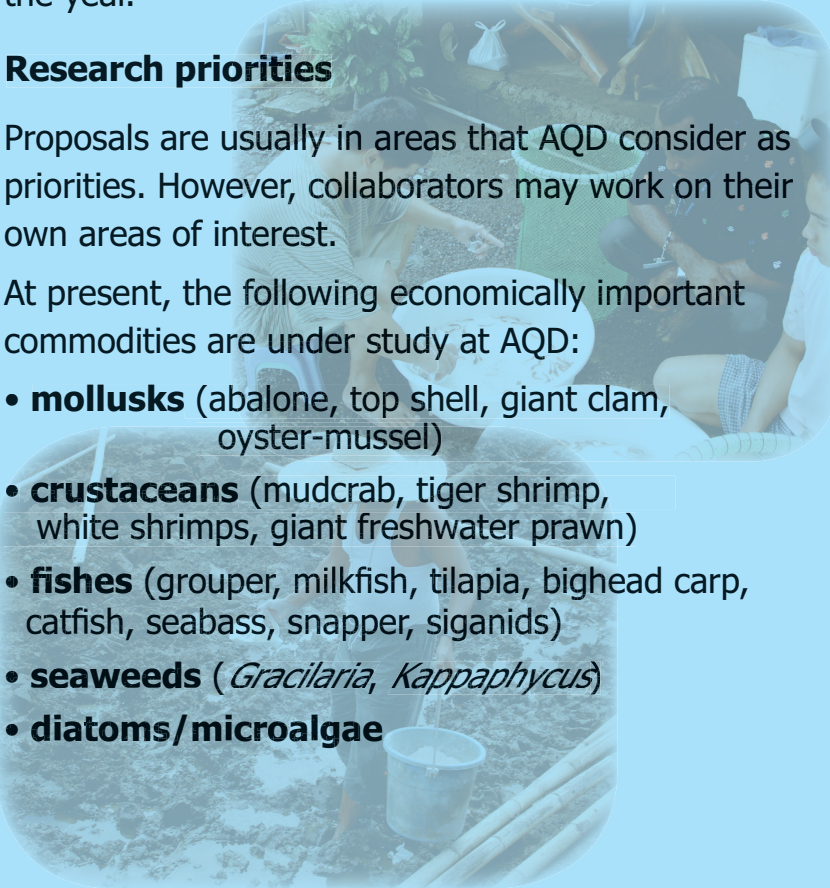 the year.
Research priorities
Proposals are usually in areas that AQD consider as
priorities. However, collaborators may work on their
own areas of interest.
At present, the following economically important
commodities are under study at AQD:
• mollusks (abalone, top shell, giant clam,
oyster-mussel)
• crustaceans (mudcrab, tiger shrimp,
white shrimps, giant freshwater prawn)
• fishes (grouper, milkfish, tilapia, bighead carp,
catfish, seabass, snapper, siganids)
• seaweeds (Gracilaria, Kappaphycus)
• diatoms/microalgae